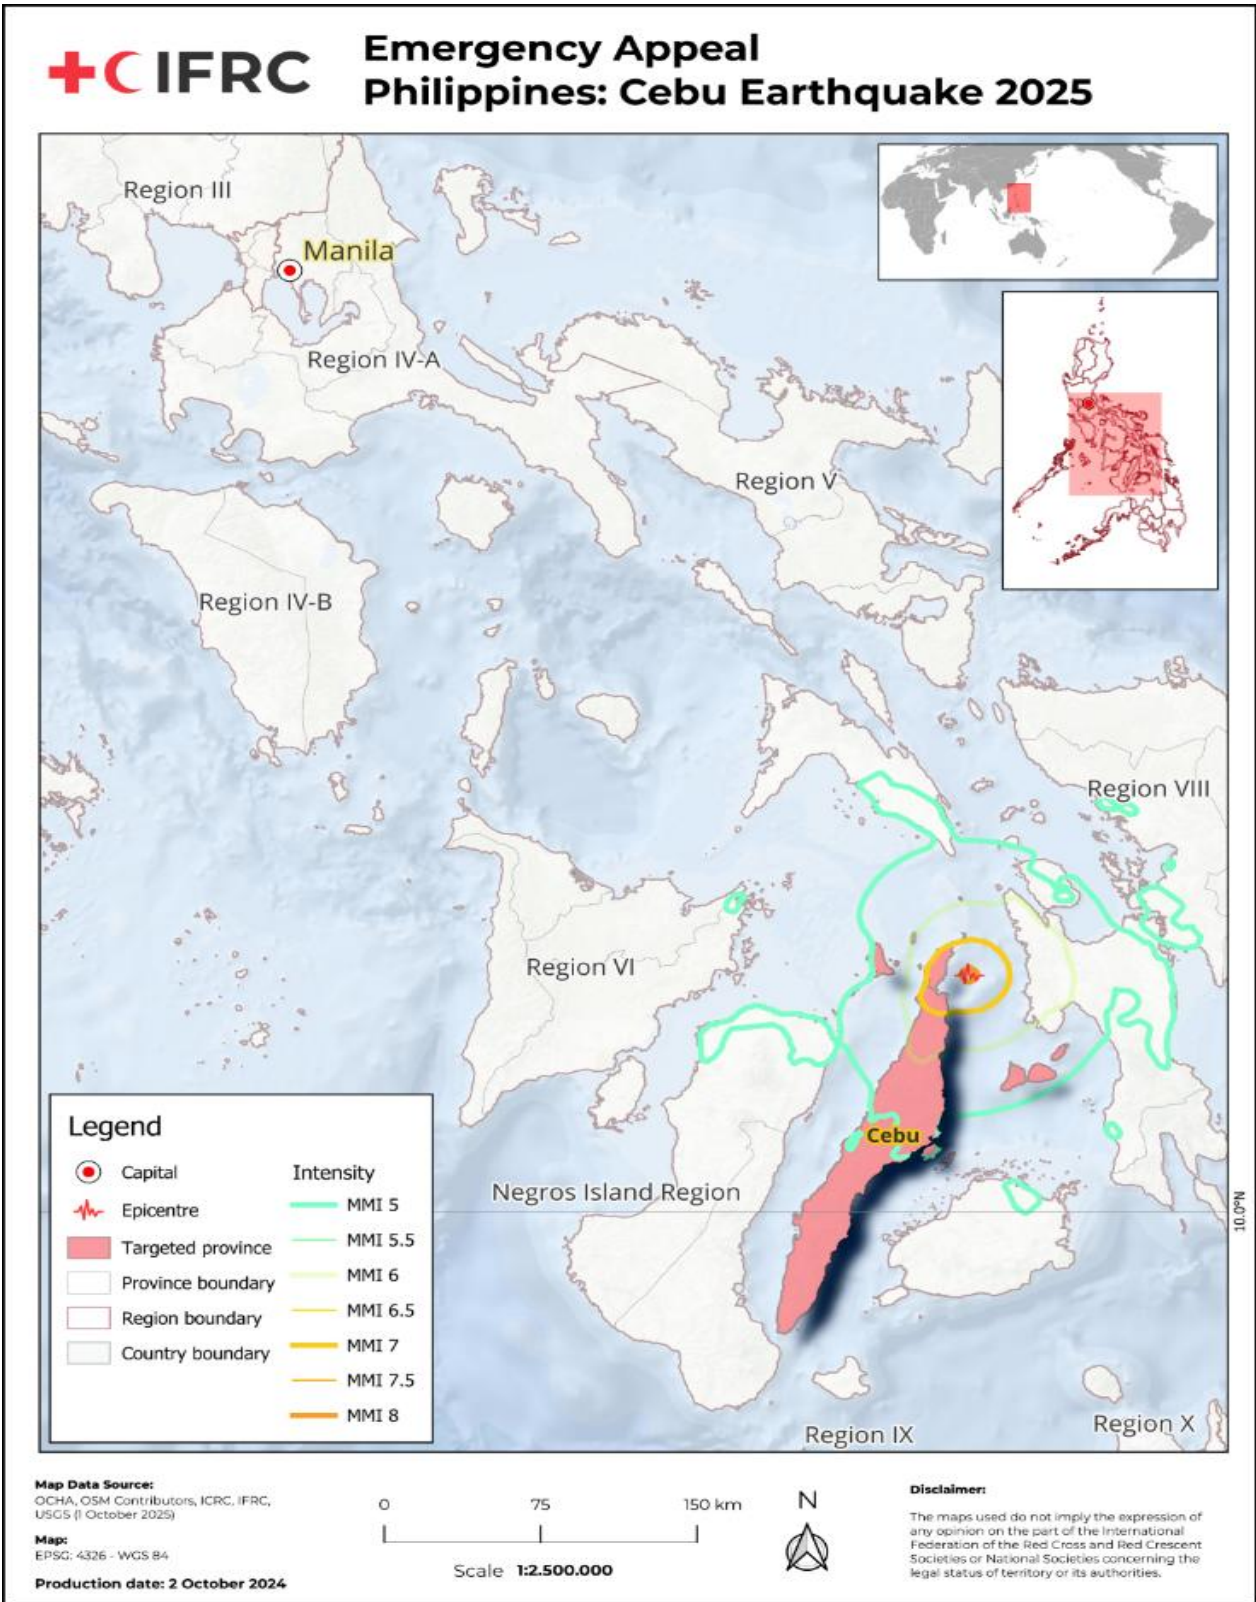 IFRC
Emergency Appeal
Philippines: Cebu Earthquake 2025
Region III
Manila
Region IV-A
Region V
Region IV-B
Region VIII
Region VI
Cebu
Negros Island Region
10.0°N
Region IX
Region X
Legend
Capital
Epicentre
Targeted province
Province boundary
Region boundary
Country boundary
Intensity
MMI 5
MMI 5.5
MMI 6
MMI 6.5
MMI 7
MMI 7.5
MMI 8
Map Data Source:
OCHA, OSM Contributors, ICRC, IFRC,
USGS (1 October 2025)
Map:
EPSG: 4326 - WGS 84
Production date: 2 October 2024
0 75 150 km
Scale 1:2.500.000
N
Disclaimer:
The maps used do not imply the expression of
any opinion on the part of the International
Federation of the Red Cross and Red Crescent
Societies or National Societies concerning the
legal status of territory or its authorities.